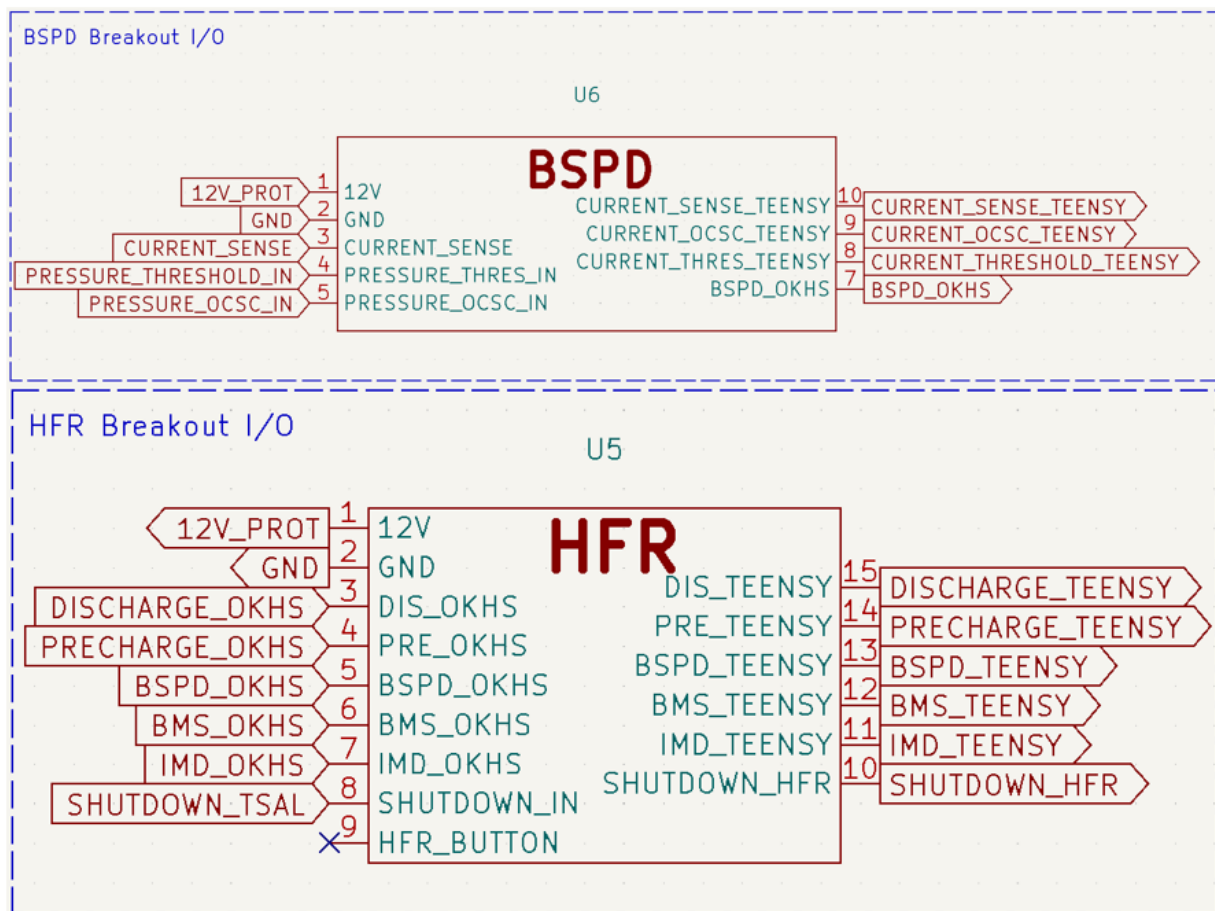 BSPD Breakout I/O
U6
BSPD
12V_PROT 1 12V
GND 2 GND
CURRENT_SENSE 3 CURRENT_SENSE
PRESSURE_THRESHOLD_IN 4 PRESSURE_THRES_IN
PRESSURE_OCSC_IN 5 PRESSURE_OCSC_IN
CURRENT_SENSE_TEENSY 10 CURRENT_SENSE_TEENSY
CURRENT_OCSC_TEENSY 9 CURRENT_OCSC_TEENSY
CURRENT_THRES_TEENSY 8 CURRENT_THRESHOLD_TEENSY
BSPD_OKHS 7 BSPD_OKHS
HFR Breakout I/O
U5
HFR
12V_PROT 1 12V
GND 2 GND
DISCHARGE_OKHS 3 DIS_OKHS
PRECHARGE_OKHS 4 PRE_OKHS
BSPD_OKHS 5 BSPD_OKHS
BMS_OKHS 6 BMS_OKHS
IMD_OKHS 7 IMD_OKHS
SHUTDOWN_TSAL 8 SHUTDOWN_IN
9 HFR_BUTTON
DIS_TEENSY 15 DISCHARGE_TEENSY
PRE_TEENSY 14 PRECHARGE_TEENSY
BSPD_TEENSY 13 BSPD_TEENSY
BMS_TEENSY 12 BMS_TEENSY
IMD_TEENSY 11 IMD_TEENSY
SHUTDOWN_HFR 10 SHUTDOWN_HFR